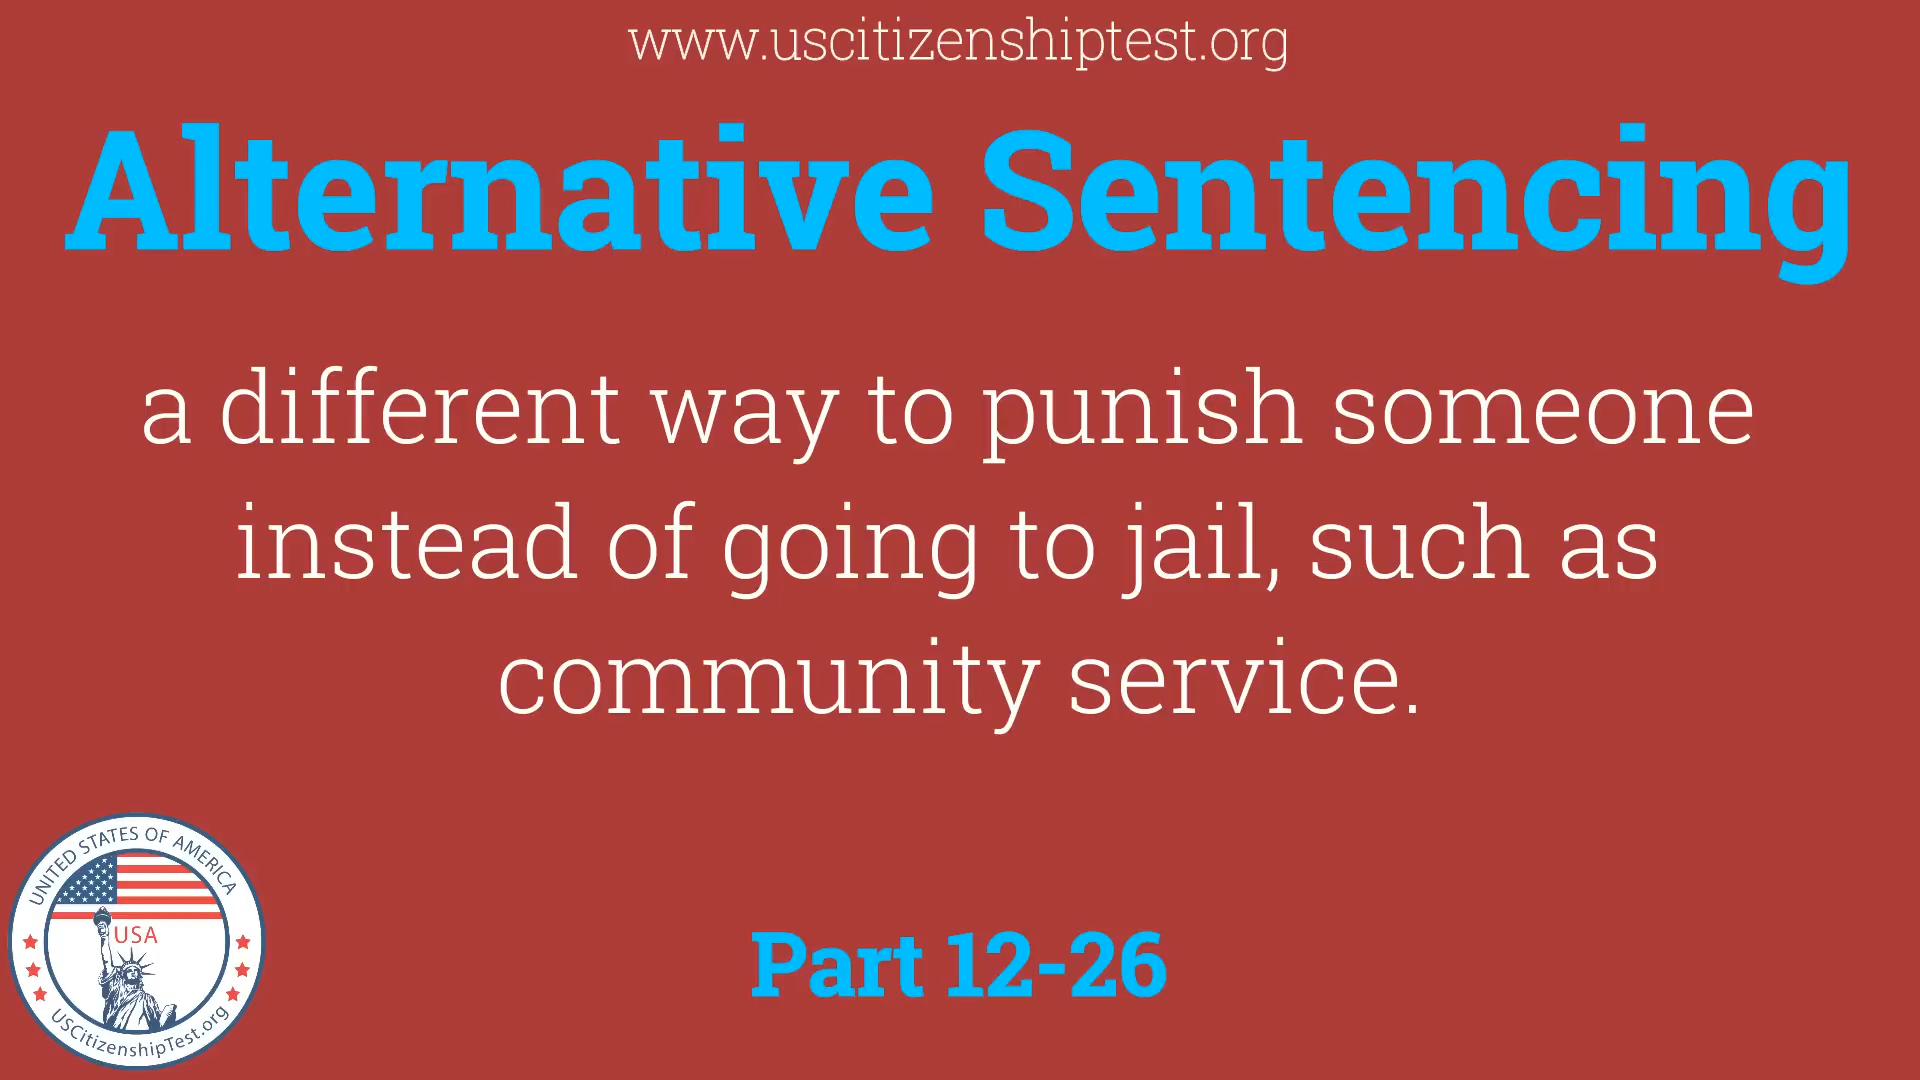 www.uscitizenshiptest.org
Alternative Sentencing
a different way to punish someone
instead of going to jail, such as
community service.
UNITED STATES OF AMERICA
USA
USCitizenshipTest.org
Part 12-26